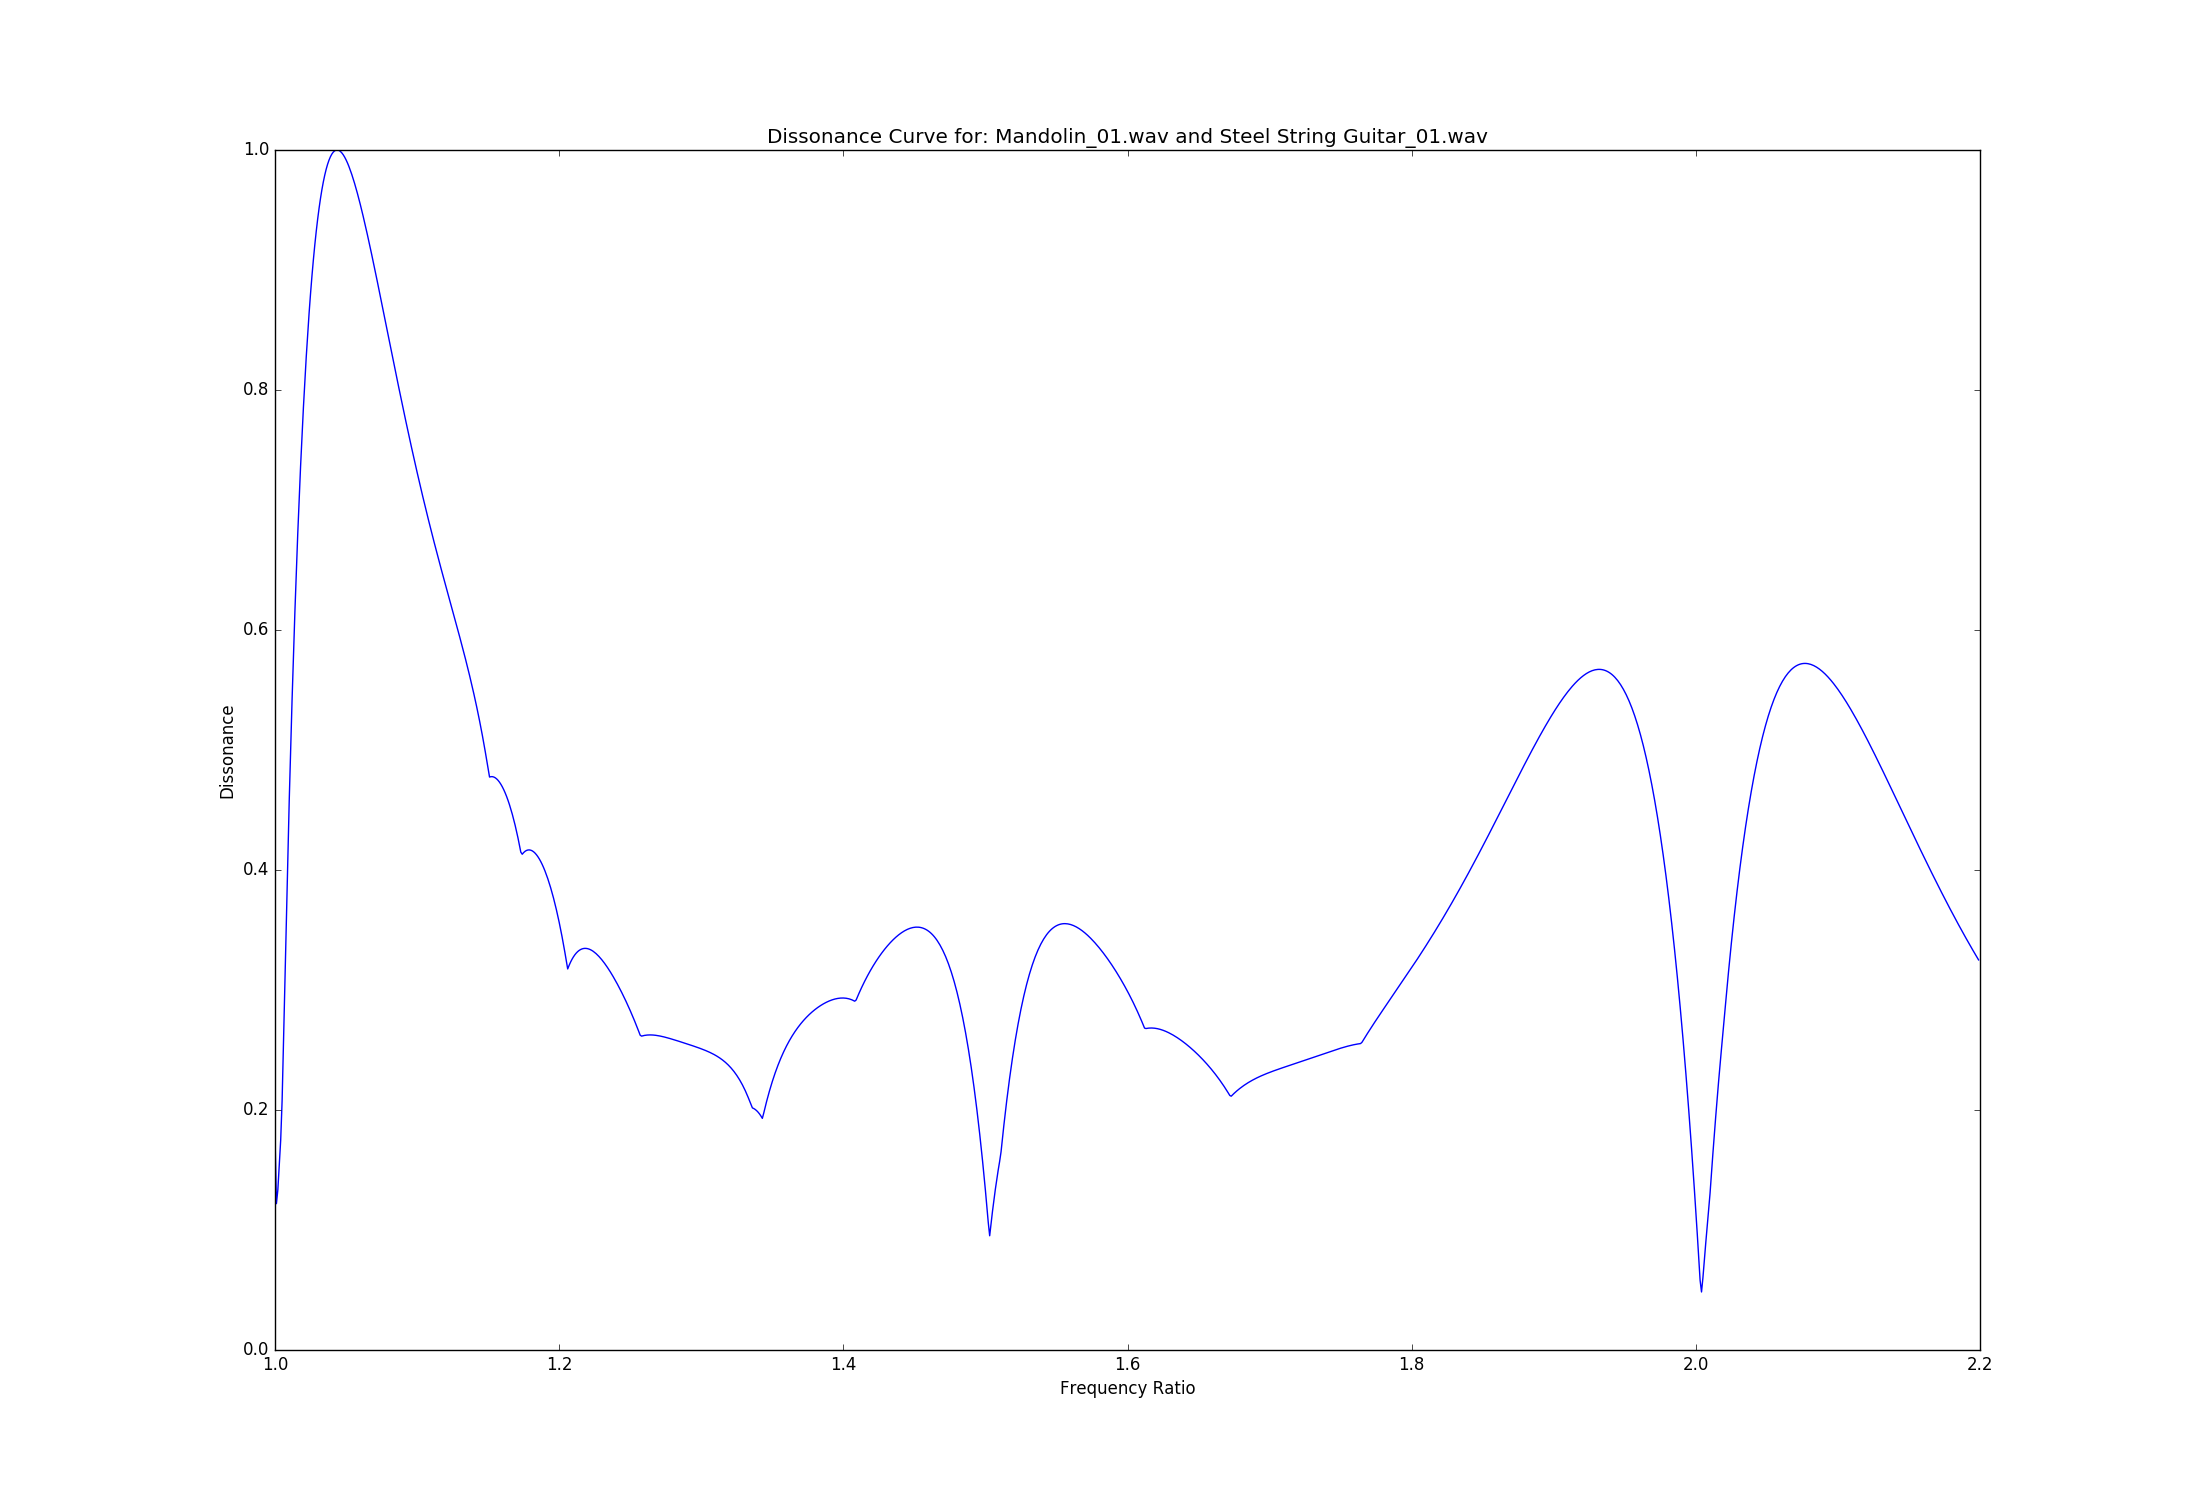 Dissonance Curve for: Mandolin_01.wav and Steel String Guitar_01.wav
1.0
0.8
0.6
0.4
0.2
0.0
Dissonance
1.0 1.2 1.4 1.6 1.8 2.0 2.2
Frequency Ratio